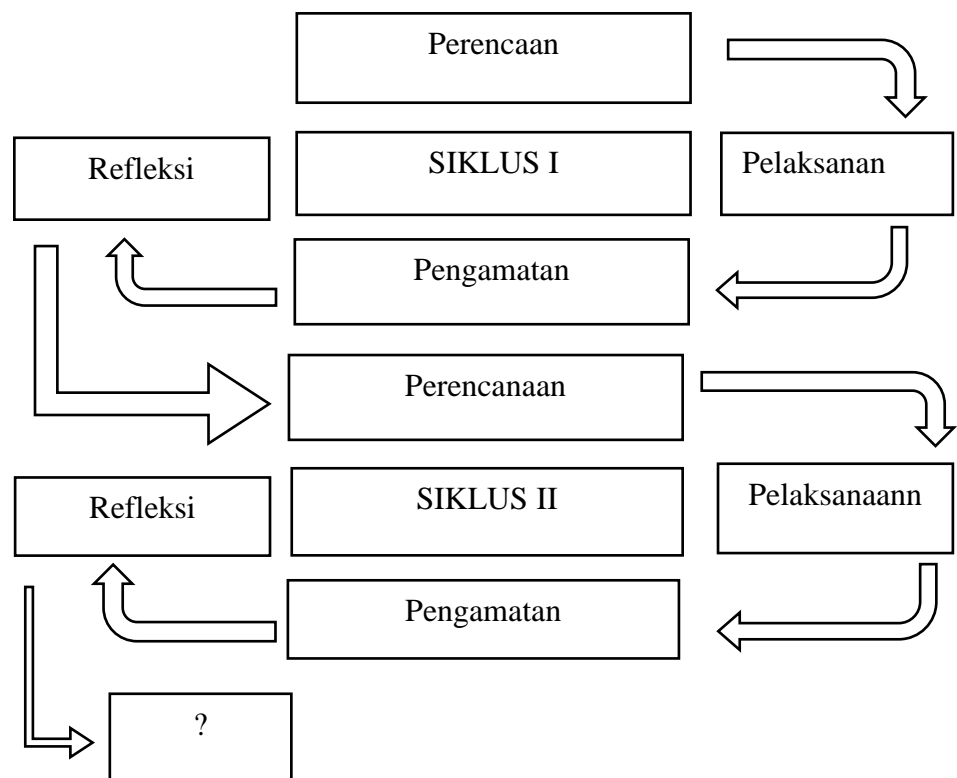 Perencaan
Refleksi
SIKLUS I
Pelaksanan
Pengamatan
Perencanaan
Refleksi
SIKLUS II
Pelaksanaann
Pengamatan
?